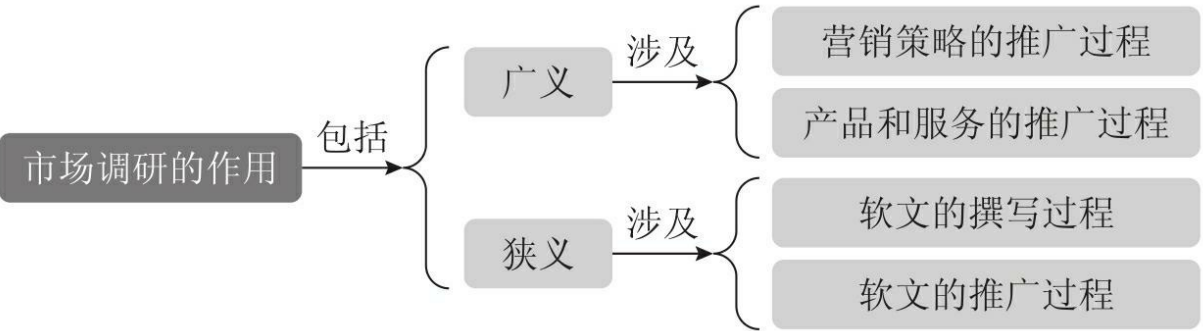 市场调研的作用
包括
广义
涉及
营销策略的推广过程
产品和服务的推广过程
狭义
涉及
软文的撰写过程
软文的推广过程